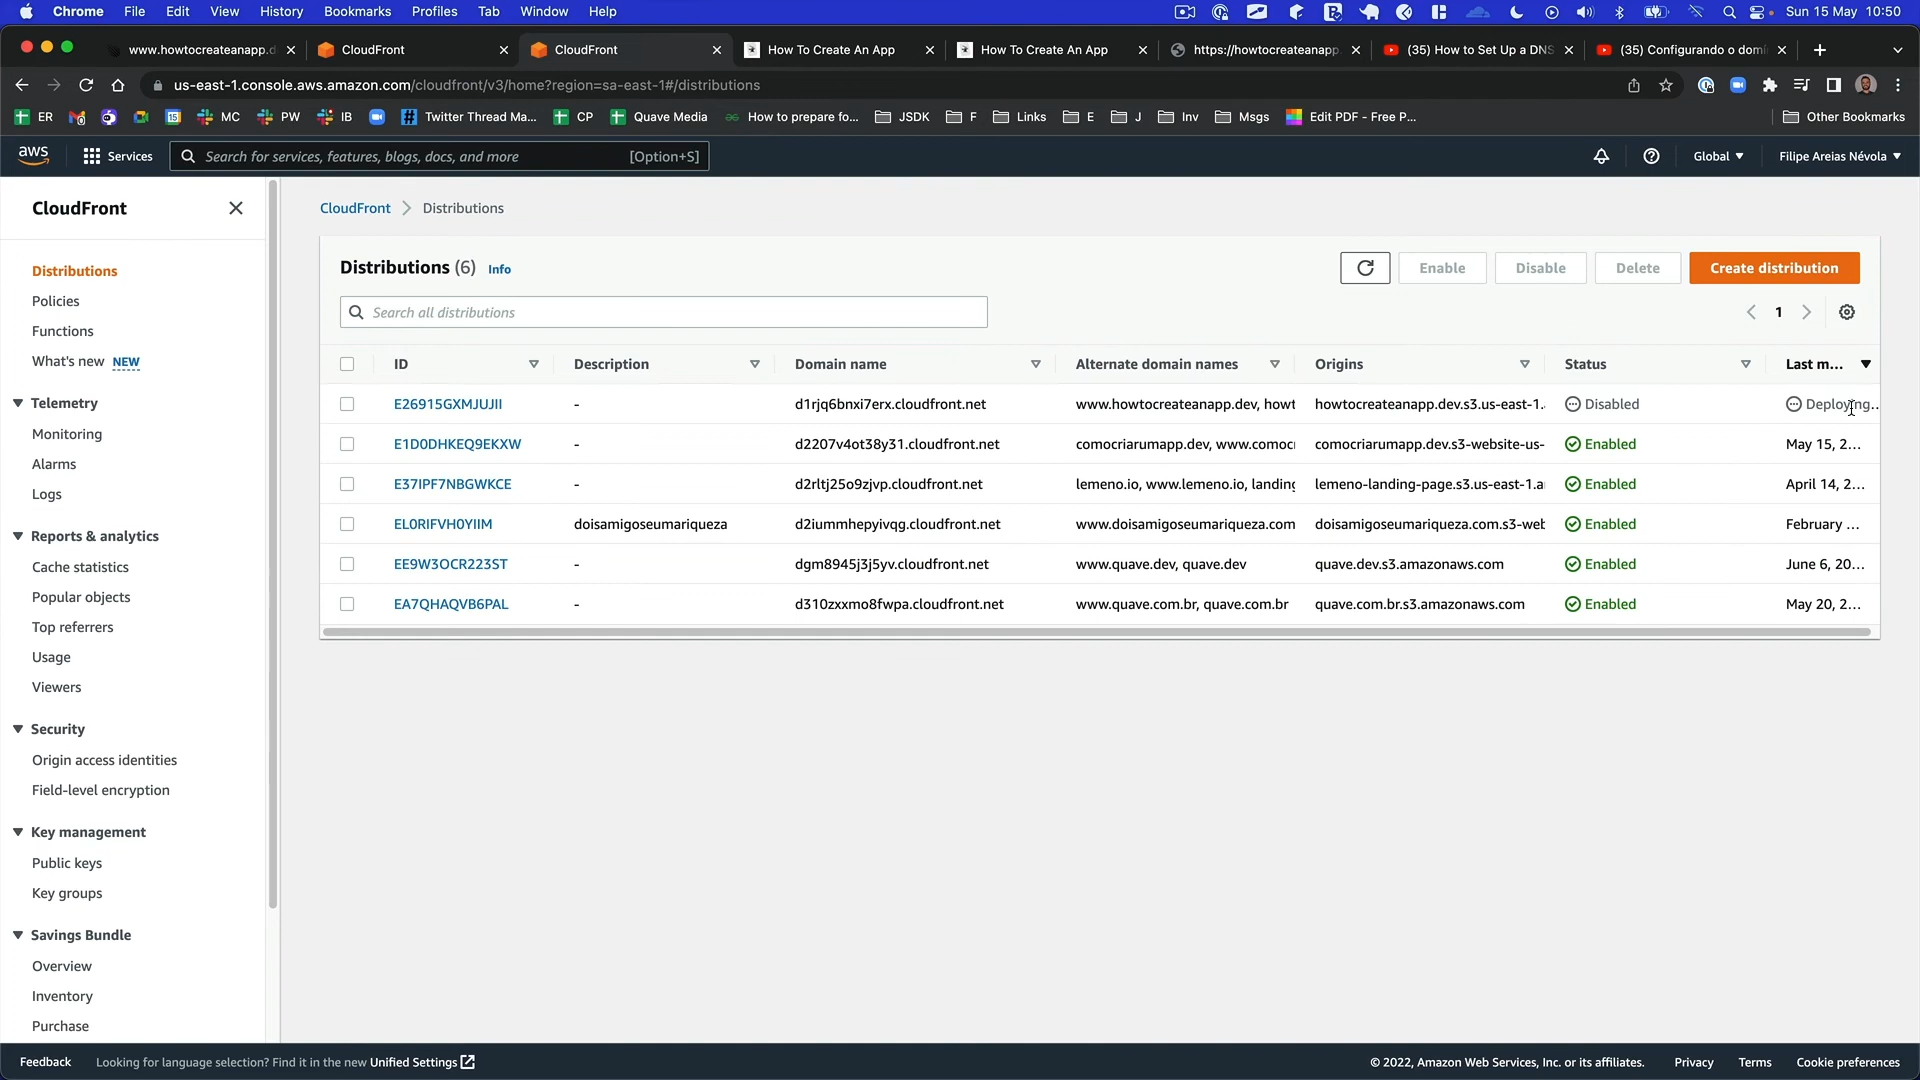 Chrome File Edit View History Bookmarks Profiles Tab Window Help Sun 15 May 10:50
www.howtocreateanapp.d CloudFront CloudFront How To Create An App How To Create An App https://howtocreateanapp. (35) How to Set Up a DNS (35) Configurando o domí
us-east-1.console.aws.amazon.com/cloudfront/v3/home?region=sa-east-1#/distributions
ER 15 MC PW IB Twitter Thread Ma... CP Quave Media How to prepare fo... JSDK F Links E J Inv Msgs Edit PDF - Free P... Other Bookmarks
aws Services Search for services, features, blogs, docs, and more [Option+S] Global Filipe Areias Névola
CloudFront
Distributions
Policies
Functions
What's new NEW
Telemetry
Monitoring
Alarms
Logs
Reports & analytics
Cache statistics
Popular objects
Top referrers
Usage
Viewers
Security
Origin access identities
Field-level encryption
Key management
Public keys
Key groups
Savings Bundle
Overview
Inventory
Purchase
CloudFront Distributions
Distributions (6) Info Enable Disable Delete Create distribution
Search all distributions 1
ID Description Domain name Alternate domain names Origins Status Last m...
E26915GXMJUJII - d1rjq6bnxi7erx.cloudfront.net www.howtocreateanapp.dev, howt howtocreateanapp.dev.s3.us-east-1. Disabled Deploying..
E1D0DHKEQ9EKXW - d2207v4ot38y31.cloudfront.net comocriarumapp.dev, www.comocr comocriarumapp.dev.s3-website-us- Enabled May 15, 2...
E37IPF7NBGWKCE - d2rltj25o9zjvp.cloudfront.net lemeno.io, www.lemeno.io, landing lemeno-landing-page.s3.us-east-1.a Enabled April 14, 2...
EL0RIFVH0YIIM doisamigoseumariqueza d2iummhepyivqg.cloudfront.net www.doisamigoseumariqueza.com doisamigoseumariqueza.com.s3-web Enabled February ...
EE9W3OCR223ST - dgm8945j3j5yv.cloudfront.net www.quave.dev, quave.dev quave.dev.s3.amazonaws.com Enabled June 6, 20...
EA7QHAQVB6PAL - d310zxxmo8fwpa.cloudfront.net www.quave.com.br, quave.com.br quave.com.br.s3.amazonaws.com Enabled May 20, 2...
Feedback Looking for language selection? Find it in the new Unified Settings © 2022, Amazon Web Services, Inc. or its affiliates. Privacy Terms Cookie preferences